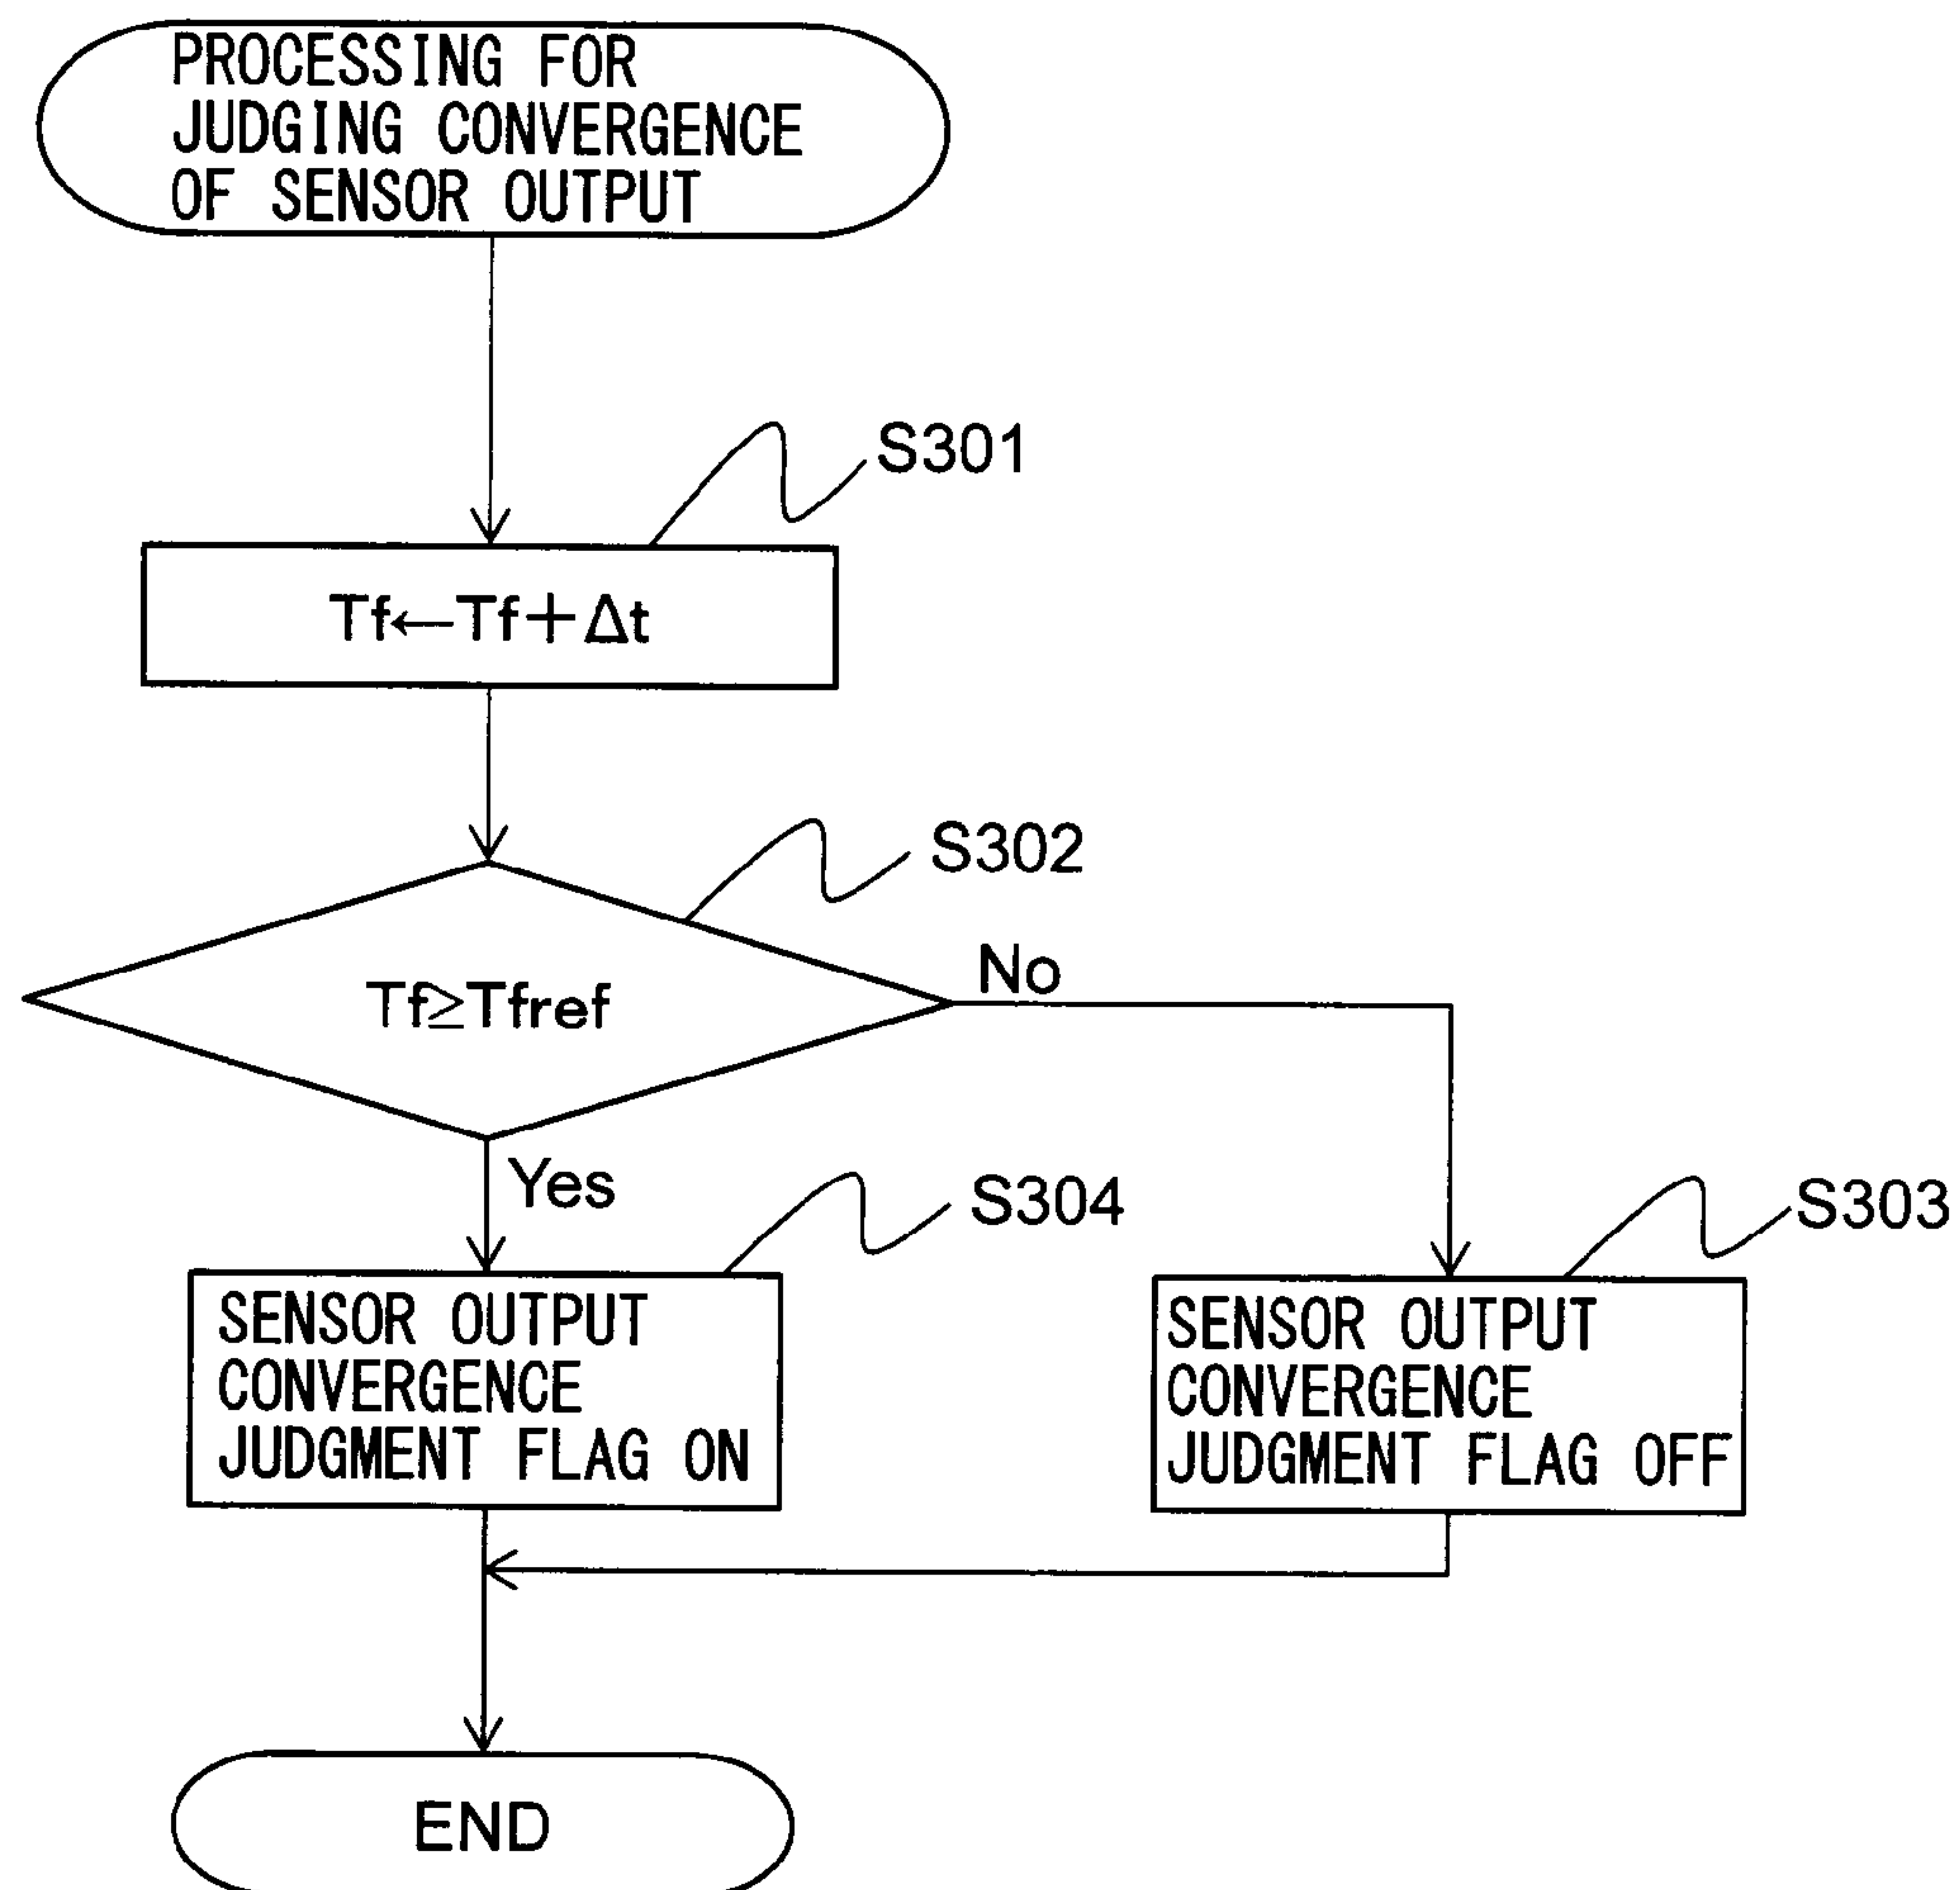 PROCESSING FOR
JUDGING CONVERGENCE
OF SENSOR OUTPUT
S301
Tf←Tf+Δt
S302
Tf≧Tfref
No
Yes
S304
S303
SENSOR OUTPUT
CONVERGENCE
JUDGMENT FLAG ON
SENSOR OUTPUT
CONVERGENCE
JUDGMENT FLAG OFF
END